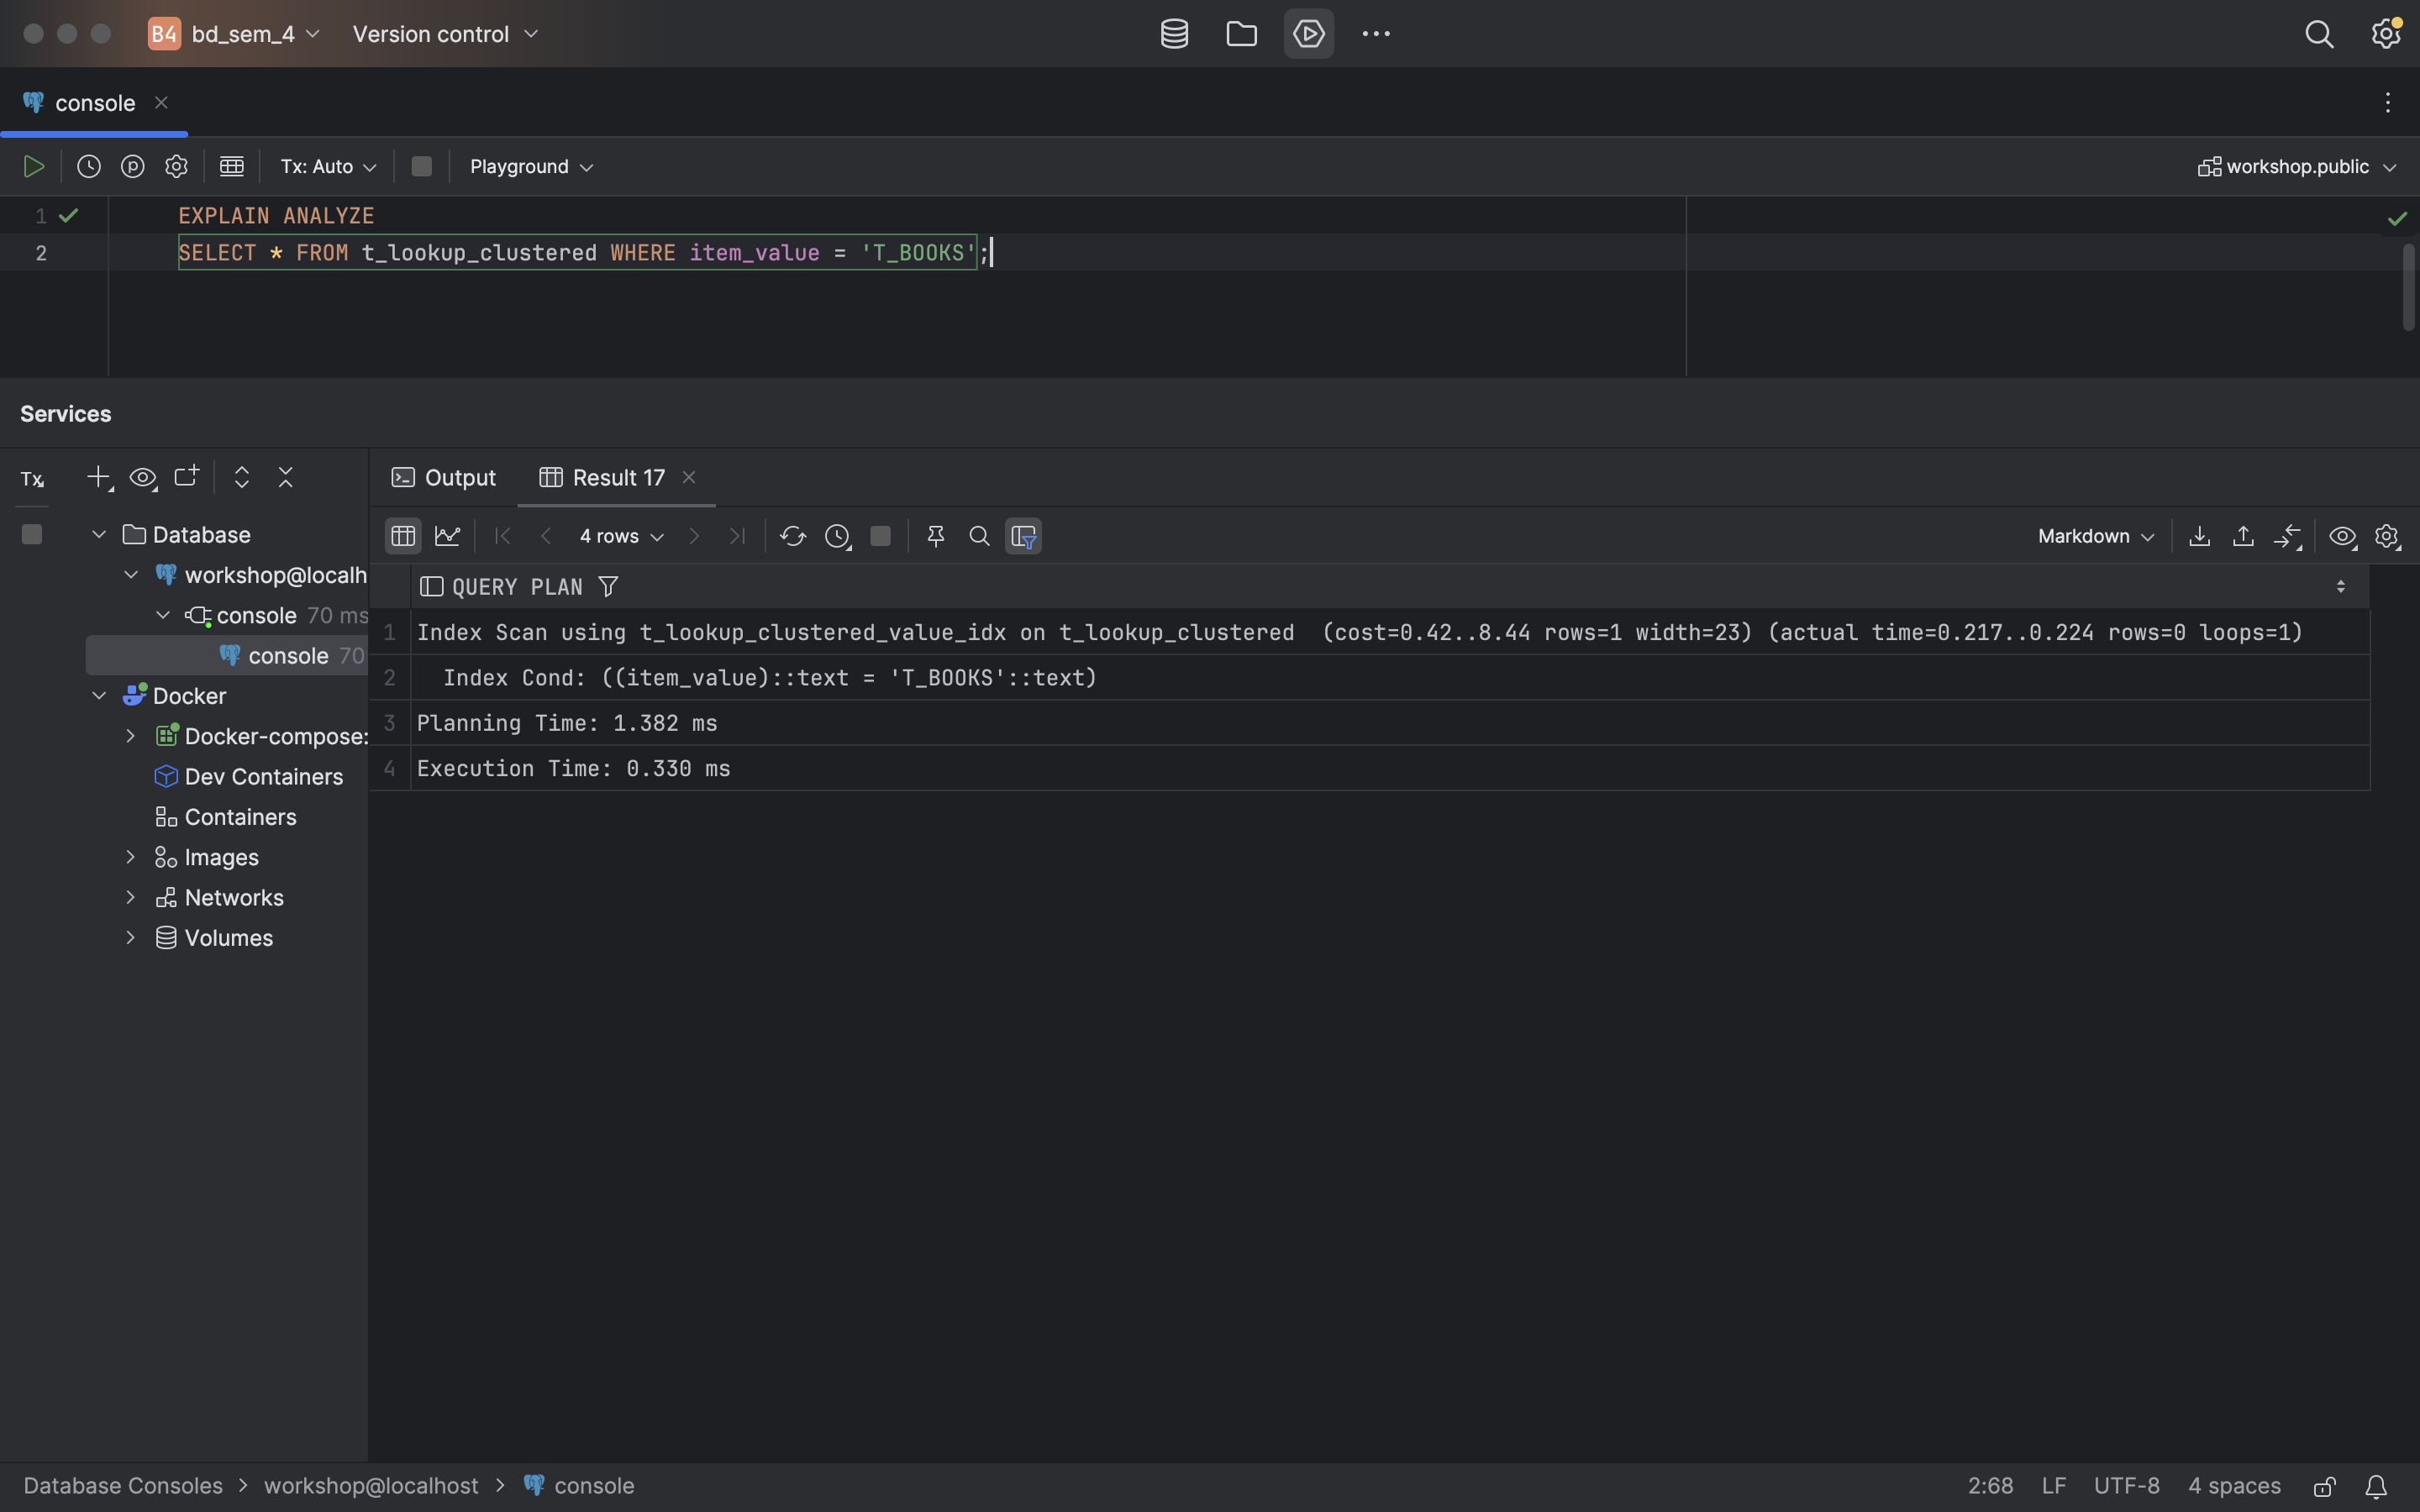 B4 bd_sem_4 Version control
console
Tx: Auto Playground workshop.public
1 EXPLAIN ANALYZE
2 SELECT * FROM t_lookup_clustered WHERE item_value = 'T_BOOKS';
Services
Tx Output Result 17
Database
4 rows Markdown
workshop@localh
console 70 ms
console 70
Docker
Docker-compose:
Dev Containers
Containers
Images
Networks
Volumes
QUERY PLAN
1 Index Scan using t_lookup_clustered_value_idx on t_lookup_clustered  (cost=0.42..8.44 rows=1 width=23) (actual time=0.217..0.224 rows=0 loops=1)
2   Index Cond: ((item_value)::text = 'T_BOOKS'::text)
3 Planning Time: 1.382 ms
4 Execution Time: 0.330 ms
Database Consoles workshop@localhost console 2:68 LF UTF-8 4 spaces